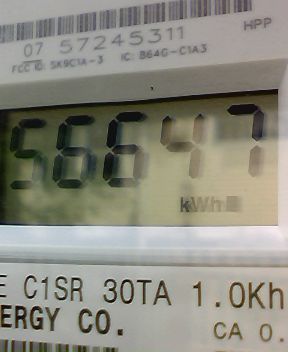 07 57245311
HPP
FCC ID: SK9C1A-3 IC: 864G-C1A3
56647
kWh
E C1SR 30TA 1.0Kh
ERGY CO.
CA 0.